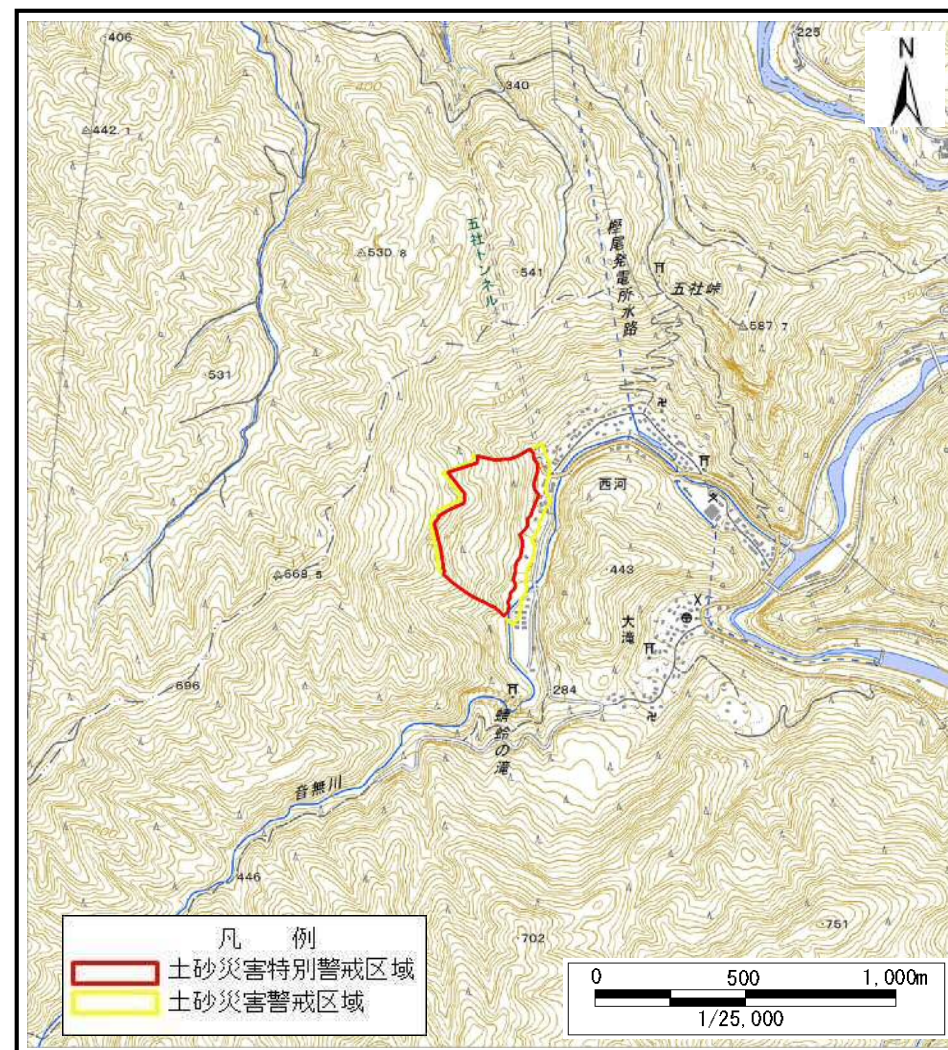 406
225
N
340
400
442.1
530.8
541
五社トンネル
樫尾発電所水路
五社峠
587.7
531
西河
443
568.5
大滝
696
284
蜻蛉の滝
音無川
446
702
751
凡 例
土砂災害特別警戒区域
土砂災害警戒区域
0 500 1,000m
1/25,000